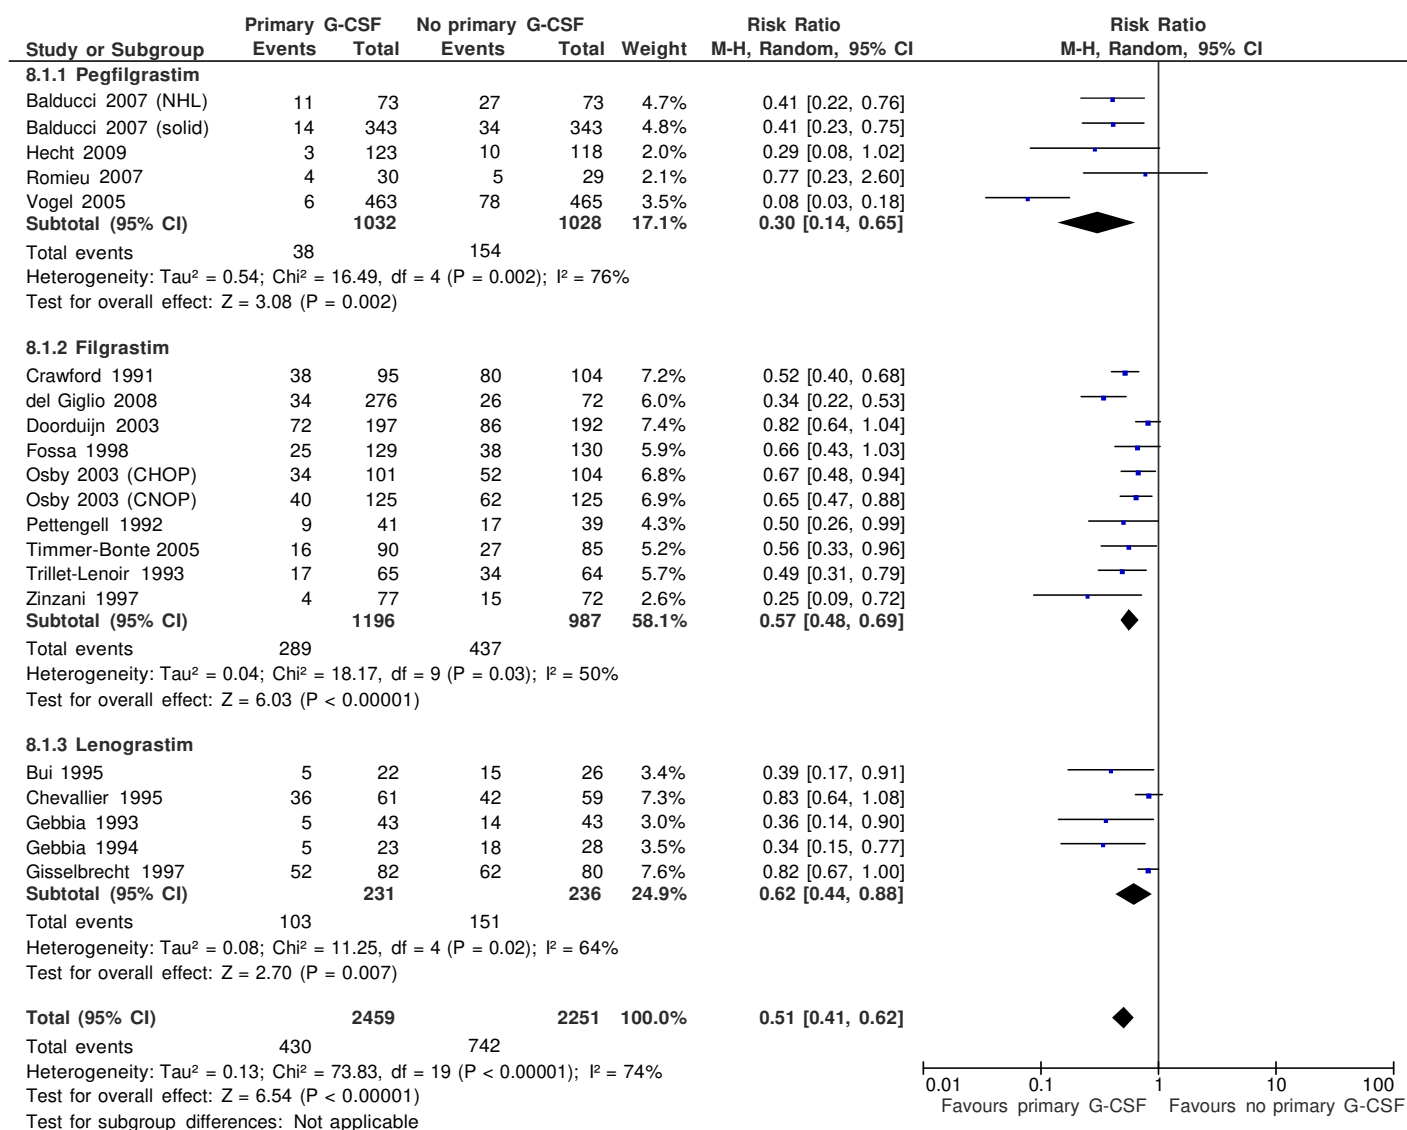 Primary G-CSF No primary G-CSF Risk Ratio Risk Ratio
Study or Subgroup Events Total Events Total Weight M-H, Random, 95% CI M-H, Random, 95% CI
8.1.1 Pegfilgrastim
Balducci 2007 (NHL) 11 73 27 73 4.7% 0.41 [0.22, 0.76]
Balducci 2007 (solid) 14 343 34 343 4.8% 0.41 [0.23, 0.75]
Hecht 2009 3 123 10 118 2.0% 0.29 [0.08, 1.02]
Romieu 2007 4 30 5 29 2.1% 0.77 [0.23, 2.60]
Vogel 2005 6 463 78 465 3.5% 0.08 [0.03, 0.18]
Subtotal (95% CI) 1032 1028 17.1% 0.30 [0.14, 0.65]
Total events 38 154
Heterogeneity: Tau² = 0.54; Chi² = 16.49, df = 4 (P = 0.002); I² = 76%
Test for overall effect: Z = 3.08 (P = 0.002)
8.1.2 Filgrastim
Crawford 1991 38 95 80 104 7.2% 0.52 [0.40, 0.68]
del Giglio 2008 34 276 26 72 6.0% 0.34 [0.22, 0.53]
Doorduijn 2003 72 197 86 192 7.4% 0.82 [0.64, 1.04]
Fossa 1998 25 129 38 130 5.9% 0.66 [0.43, 1.03]
Osby 2003 (CHOP) 34 101 52 104 6.8% 0.67 [0.48, 0.94]
Osby 2003 (CNOP) 40 125 62 125 6.9% 0.65 [0.47, 0.88]
Pettengell 1992 9 41 17 39 4.3% 0.50 [0.26, 0.99]
Timmer-Bonte 2005 16 90 27 85 5.2% 0.56 [0.33, 0.96]
Trillet-Lenoir 1993 17 65 34 64 5.7% 0.49 [0.31, 0.79]
Zinzani 1997 4 77 15 72 2.6% 0.25 [0.09, 0.72]
Subtotal (95% CI) 1196 987 58.1% 0.57 [0.48, 0.69]
Total events 289 437
Heterogeneity: Tau² = 0.04; Chi² = 18.17, df = 9 (P = 0.03); I² = 50%
Test for overall effect: Z = 6.03 (P < 0.00001)
8.1.3 Lenograstim
Bui 1995 5 22 15 26 3.4% 0.39 [0.17, 0.91]
Chevallier 1995 36 61 42 59 7.3% 0.83 [0.64, 1.08]
Gebbia 1993 5 43 14 43 3.0% 0.36 [0.14, 0.90]
Gebbia 1994 5 23 18 28 3.5% 0.34 [0.15, 0.77]
Gisselbrecht 1997 52 82 62 80 7.6% 0.82 [0.67, 1.00]
Subtotal (95% CI) 231 236 24.9% 0.62 [0.44, 0.88]
Total events 103 151
Heterogeneity: Tau² = 0.08; Chi² = 11.25, df = 4 (P = 0.02); I² = 64%
Test for overall effect: Z = 2.70 (P = 0.007)
Total (95% CI) 2459 2251 100.0% 0.51 [0.41, 0.62]
Total events 430 742
Heterogeneity: Tau² = 0.13; Chi² = 73.83, df = 19 (P < 0.00001); I² = 74%
Test for overall effect: Z = 6.54 (P < 0.00001)
Test for subgroup differences: Not applicable
0.01 0.1 1 10 100
Favours primary G-CSF Favours no primary G-CSF